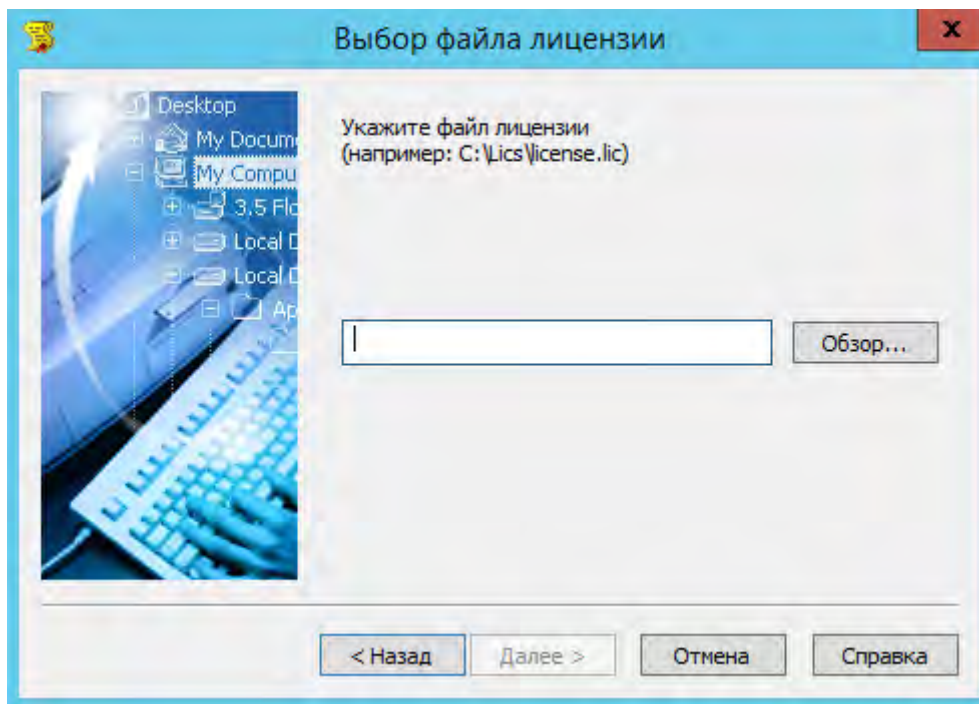 Выбор файла лицензии
x
Desktop
My Docum
My Compu
3.5 Flo
Local D
Local D
Ap
Укажите файл лицензии
(например: C:\Lics\license.lic)
Обзор...
< Назад
Далее >
Отмена
Справка